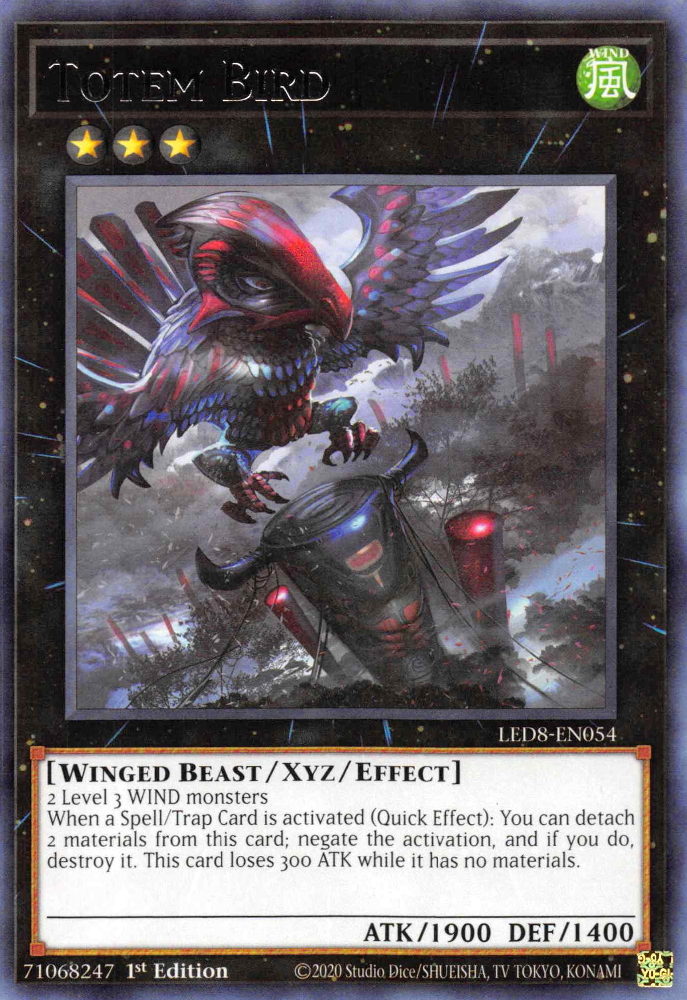 Totem Bird
WIND
風
LED8-EN054
[Winged Beast/Xyz/Effect]
2 Level 3 WIND monsters
When a Spell/Trap Card is activated (Quick Effect): You can detach
2 materials from this card; negate the activation, and if you do,
destroy it. This card loses 300 ATK while it has no materials.
ATK/1900 DEF/1400
71068247 1st Edition ©2020 Studio Dice/SHUEISHA, TV TOKYO, KONAMI